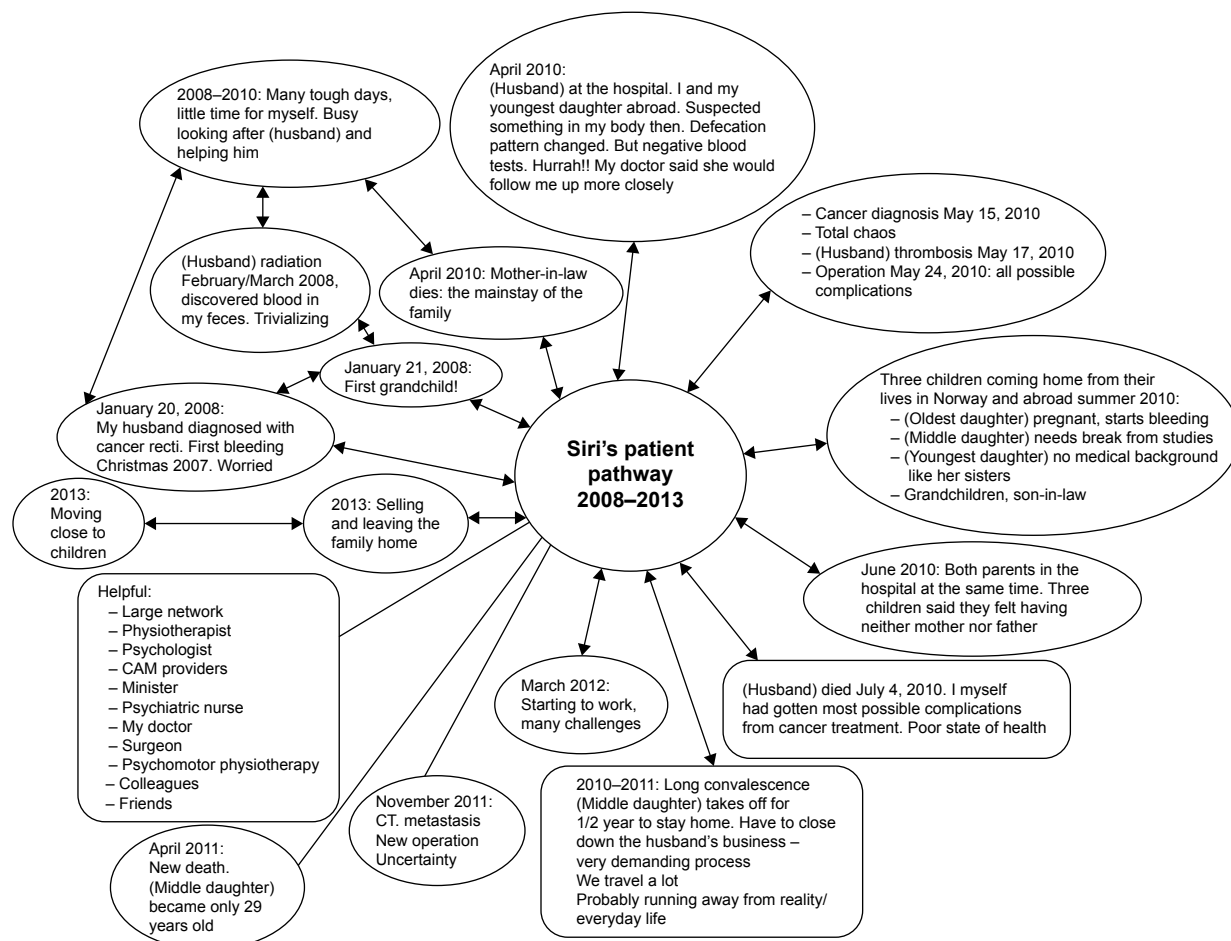 2008–2010: Many tough days,
little time for myself. Busy
looking after (husband) and
helping him
April 2010:
(Husband) at the hospital. I and my
youngest daughter abroad. Suspected
something in my body then. Defecation
pattern changed. But negative blood
tests. Hurrah!! My doctor said she would
follow me up more closely
– Cancer diagnosis May 15, 2010
– Total chaos
– (Husband) thrombosis May 17, 2010
– Operation May 24, 2010: all possible
complications
(Husband) radiation
February/March 2008,
discovered blood in
my feces. Trivializing
April 2010: Mother-in-law
dies: the mainstay of the
family
January 21, 2008:
First grandchild!
January 20, 2008:
My husband diagnosed with
cancer recti. First bleeding
Christmas 2007. Worried
Siri’s patient
pathway
2008–2013
Three children coming home from their
lives in Norway and abroad summer 2010:
– (Oldest daughter) pregnant, starts bleeding
– (Middle daughter) needs break from studies
– (Youngest daughter) no medical background
like her sisters
– Grandchildren, son-in-law
2013:
Moving
close to
children
2013: Selling
and leaving the
family home
June 2010: Both parents in the
hospital at the same time. Three
children said they felt having
neither mother nor father
Helpful:
– Large network
– Physiotherapist
– Psychologist
– CAM providers
– Minister
– Psychiatric nurse
– My doctor
– Surgeon
– Psychomotor physiotherapy
– Colleagues
– Friends
March 2012:
Starting to work,
many challenges
(Husband) died July 4, 2010. I myself
had gotten most possible complications
from cancer treatment. Poor state of health
November 2011:
CT. metastasis
New operation
Uncertainty
2010–2011: Long convalescence
(Middle daughter) takes off for
1/2 year to stay home. Have to close
down the husband’s business –
very demanding process
We travel a lot
Probably running away from reality/
everyday life
April 2011:
New death.
(Middle daughter)
became only 29
years old